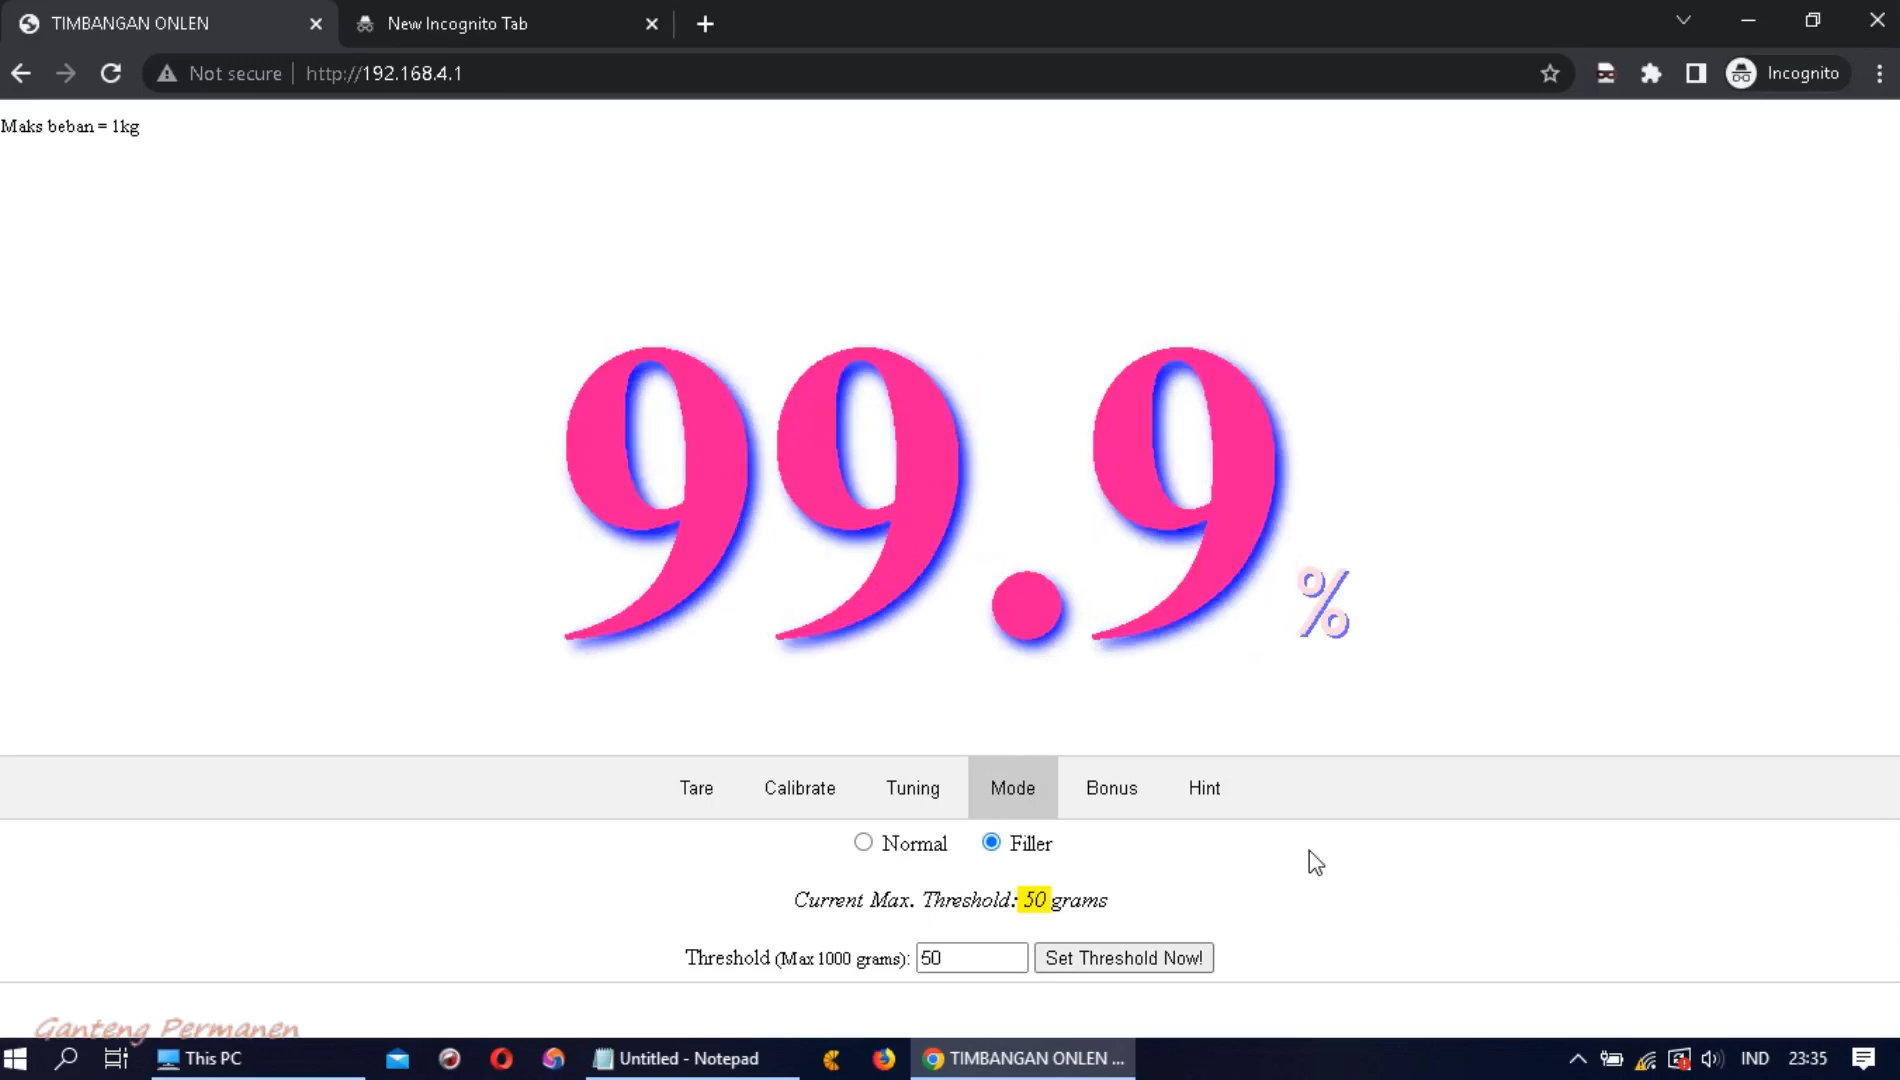 TIMBANGAN ONLEN
New Incognito Tab
Not secure
http://192.168.4.1
Incognito
Maks beban = 1kg
99.9 %
Tare
Calibrate
Tuning
Mode
Bonus
Hint
Normal
Filler
Current Max. Threshold: 50 grams
Threshold (Max 1000 grams): 50
Set Threshold Now!
Ganteng Permanen
This PC
Untitled - Notepad
TIMBANGAN ONLEN ...
IND
23:35